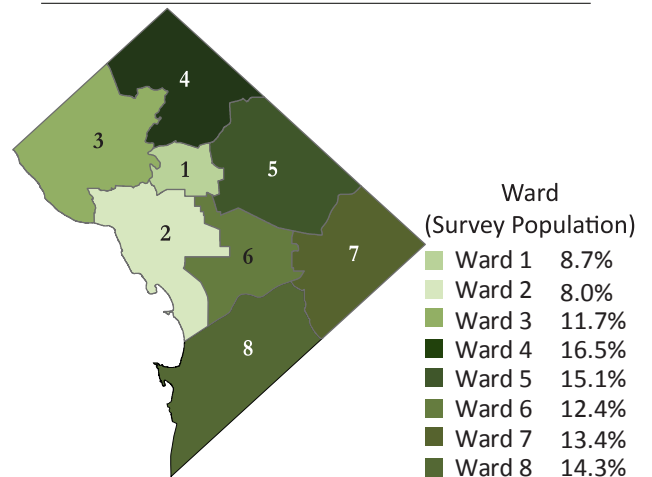 4
3
1
5
2
6
7
8
Ward
(Survey Population)
Ward 1 8.7%
Ward 2 8.0%
Ward 3 11.7%
Ward 4 16.5%
Ward 5 15.1%
Ward 6 12.4%
Ward 7 13.4%
Ward 8 14.3%